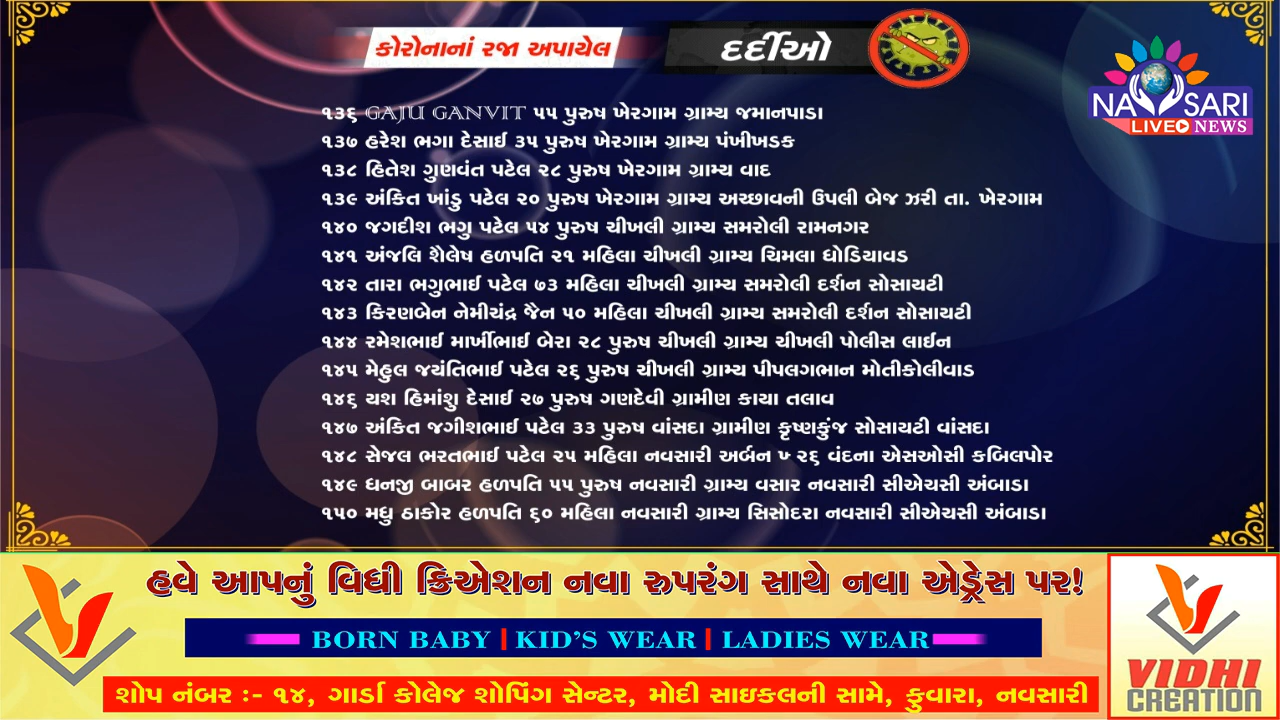 કોરોનાનાં રજા અપાયેલ દર્દીઓ
NAVSARI
LIVE NEWS
૧૩૬ GAJU GANVIT ૫૫ પુરુષ ખેરગામ ગ્રામ્ય જમાનપાડા
૧૩૭ હરેશ ભગા દેસાઈ ૩૫ પુરુષ ખેરગામ ગ્રામ્ય પંખીખડક
૧૩૮ હિતેશ ગુણવંત પટેલ ૨૮ પુરુષ ખેરગામ ગ્રામ્ય વાદ
૧૩૯ અંકિત ખાંડુ પટેલ ૨૦ પુરુષ ખેરગામ ગ્રામ્ય અચ્છાવની ઉપલી બેજ ઝરી તા. ખેરગામ
૧૪૦ જગદીશ ભગુ પટેલ ૫૪ પુરુષ ચીખલી ગ્રામ્ય સમરોલી રામનગર
૧૪૧ અંજલિ શૈલેષ હળપતિ ૨૧ મહિલા ચીખલી ગ્રામ્ય ચિમલા ધોડિયાવડ
૧૪૨ તારા ભગુભાઈ પટેલ ૭૩ મહિલા ચીખલી ગ્રામ્ય સમરોલી દર્શન સોસાયટી
૧૪૩ કિરણબેન નેમીચંદ્ર જૈન ૫૦ મહિલા ચીખલી ગ્રામ્ય સમરોલી દર્શન સોસાયટી
૧૪૪ રમેશભાઈ માર્ખીભાઈ બેરા ૨૮ પુરુષ ચીખલી ગ્રામ્ય ચીખલી પોલીસ લાઈન
૧૪૫ મેહુલ જયંતિભાઈ પટેલ ૨૬ પુરુષ ચીખલી ગ્રામ્ય પીપલગભાન મોતીકોલીવાડ
૧૪૬ યશ હિમાંશુ દેસાઈ ૨૭ પુરુષ ગણદેવી ગ્રામીણ કાચા તલાવ
૧૪૭ અંકિત જગીશભાઈ પટેલ ૩૩ પુરુષ વાંસદા ગ્રામીણ કૃષ્ણકુંજ સોસાયટી વાંસદા
૧૪૮ સેજલ ભરતભાઈ પટેલ ૨૫ મહિલા નવસારી અર્બન ૨૬ વંદના એસઓસી કબિલપોર
૧૪૯ ધનજી બાબર હળપતિ ૫૫ પુરુષ નવસારી ગ્રામ્ય વસાર નવસારી સીએચસી અંબાડા
૧૫૦ મધુ ઠાકોર હળપતિ ૬૦ મહિલા નવસારી ગ્રામ્ય સિસોદરા નવસારી સીએચસી અંબાડા
હવે આપનું વિધી ક્રિએશન નવા રુપરંગ સાથે નવા એડ્રેસ પર!
BORN BABY | KID'S WEAR | LADIES WEAR
શોપ નંબર :- ૧૪, ગાર્ડા કોલેજ શોપિંગ સેન્ટર, મોદી સાઇકલની સામે, ફુવારા, નવસારી
VIDHI
CREATION